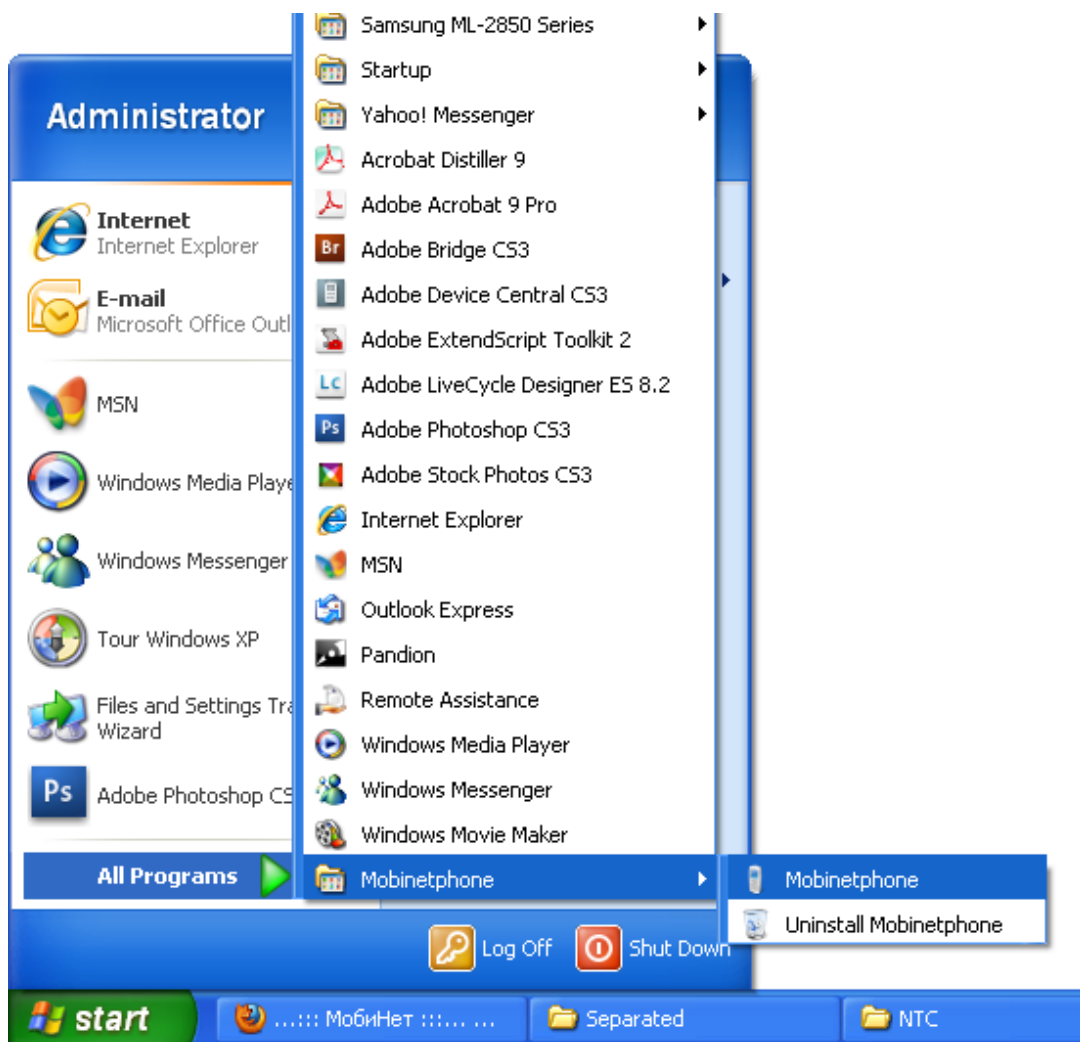 Administrator
Internet
Internet Explorer
E-mail
Microsoft Office Outl
MSN
Windows Media Playe
Windows Messenger
Tour Windows XP
Files and Settings Tra
Wizard
Ps
Adobe Photoshop CS
All Programs
Samsung ML-2850 Series
Startup
Yahoo! Messenger
Acrobat Distiller 9
Adobe Acrobat 9 Pro
Br Adobe Bridge CS3
Adobe Device Central CS3
Adobe ExtendScript Toolkit 2
LC Adobe LiveCycle Designer ES 8.2
Ps Adobe Photoshop CS3
Adobe Stock Photos CS3
Internet Explorer
MSN
Outlook Express
Pandion
Remote Assistance
Windows Media Player
Windows Messenger
Windows Movie Maker
Mobinetphone
Mobinetphone
Uninstall Mobinetphone
Log Off Shut Down
start ...::: МобиНет :::... ... Separated NTC